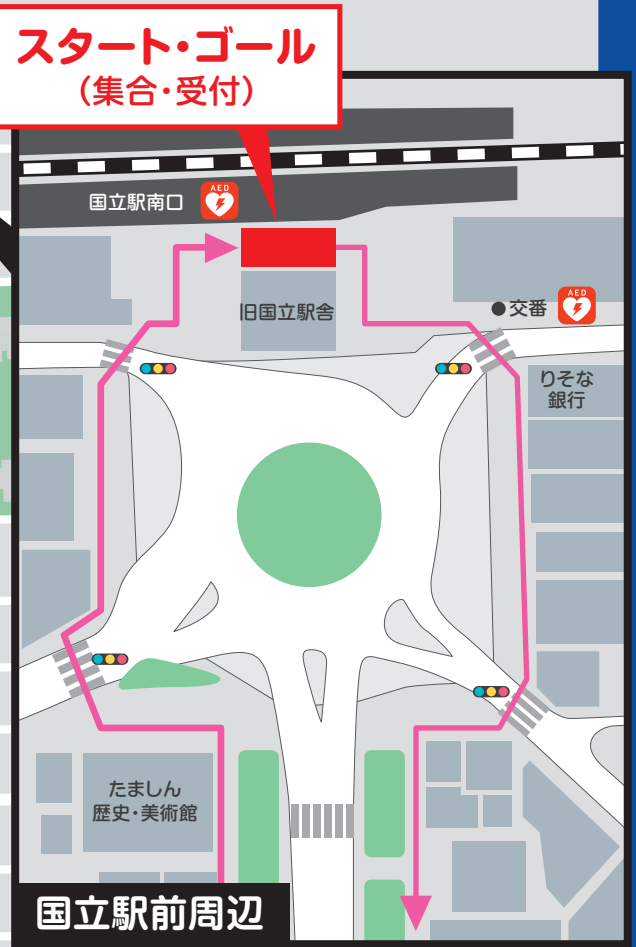 スタート・ゴール
(集合・受付)
国立駅南口
AED
旧国立駅舎
●交番
AED
りそな
銀行
たましん
歴史・美術館
国立駅前周辺